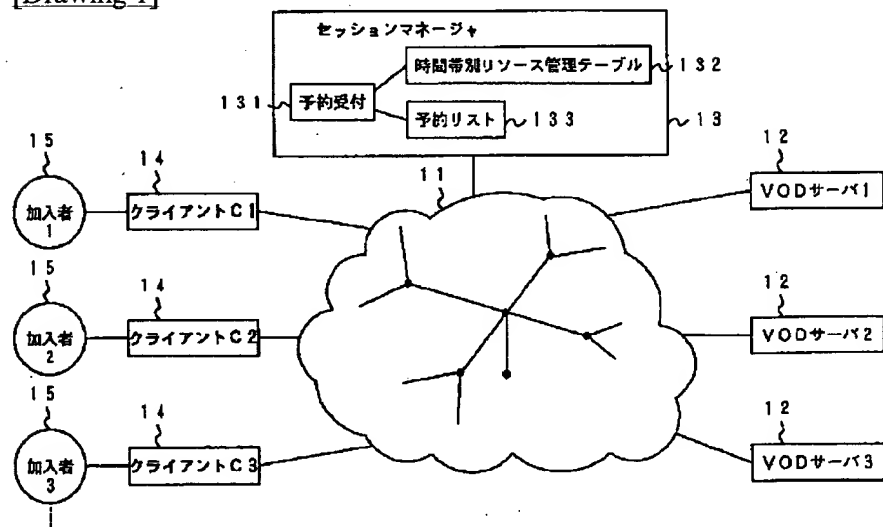 [Drawing 1]
セッションマネージャ
時間帯別リソース管理テーブル
132
131
予約受付
予約リスト
133
13
15
14
11
12
加入者
1
クライアントC1
VODサーバ1
15
14
12
加入者
2
クライアントC2
VODサーバ2
15
14
12
加入者
3
クライアントC3
VODサーバ3